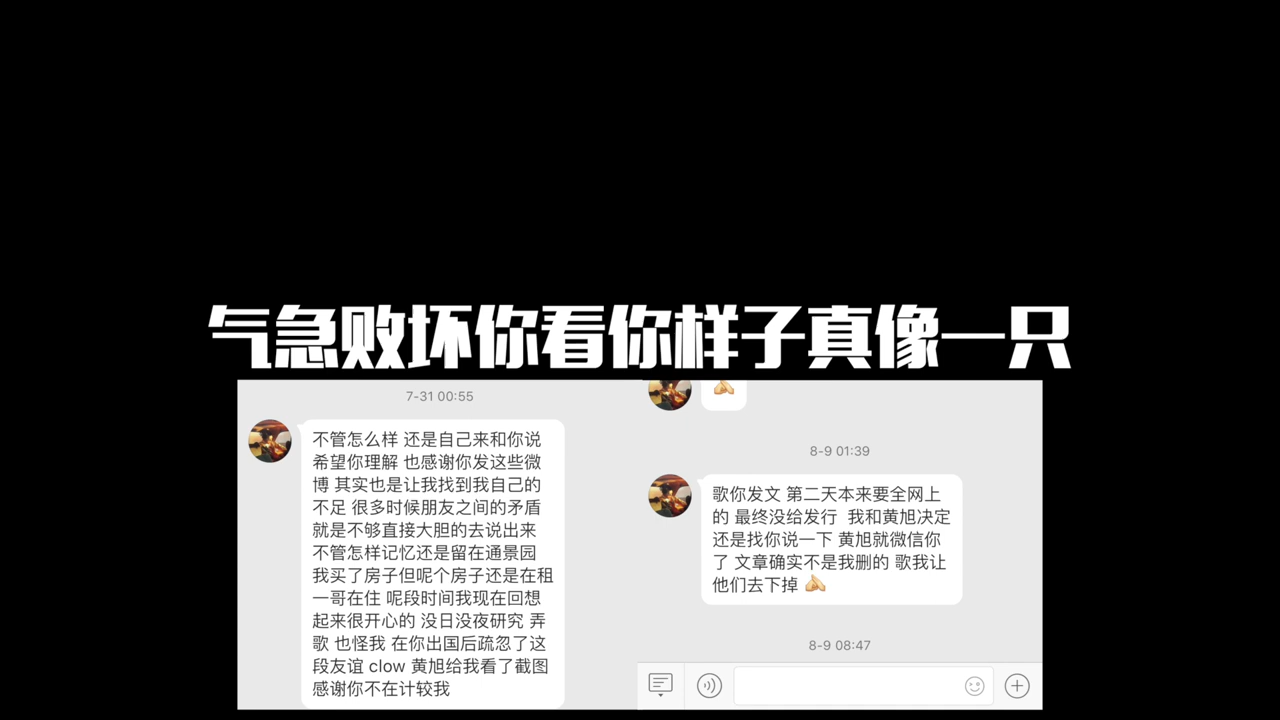 气急败坏你看你样子真像一只
7-31 00:55
不管怎么样 还是自己来和你说
希望你理解 也感谢你发这些微
博 其实也是让我找到我自己的
不足 很多时候朋友之间的矛盾
就是不够直接大胆的去说出来
不管怎样记忆还是留在通景园
我买了房子但呢个房子还是在租
一哥在住 呢段时间我现在回想
起来很开心的 没日没夜研究 弄
歌 也怪我 在你出国后疏忽了这
段友谊 clow 黄旭给我看了截图
感谢你不在计较我
8-9 01:39
歌你发文 第二天本来要全网上
的 最终没给发行 我和黄旭决定
还是找你说一下 黄旭就微信你
了 文章确实不是我删的 歌我让
他们去下掉 🙏🏻
8-9 08:47